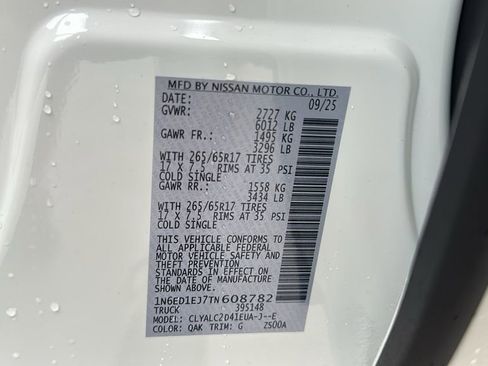 MFD BY NISSAN MOTOR CO., LTD.
DATE: 09/25
GVWR: 2727 KG
6012 LB
GAWR FR.: 1495 KG
3296 LB
WITH 265/65R17 TIRES
17 X 7.5 RIMS AT 35 PSI
COLD SINGLE
GAWR RR.: 1558 KG
3434 LB
WITH 265/65R17 TIRES
17 X 7.5 RIMS AT 35 PSI
COLD SINGLE
THIS VEHICLE CONFORMS TO
ALL APPLICABLE FEDERAL
MOTOR VEHICLE SAFETY AND
THEFT PREVENTION
STANDARDS IN EFFECT ON
THE DATE OF MANUFACTURE
SHOWN ABOVE.
1N6ED1EJ7TN608782
TRUCK 395148
MODEL: CLYALC2D41EUA-J--E
COLOR: QAK TRIM: G Z500A